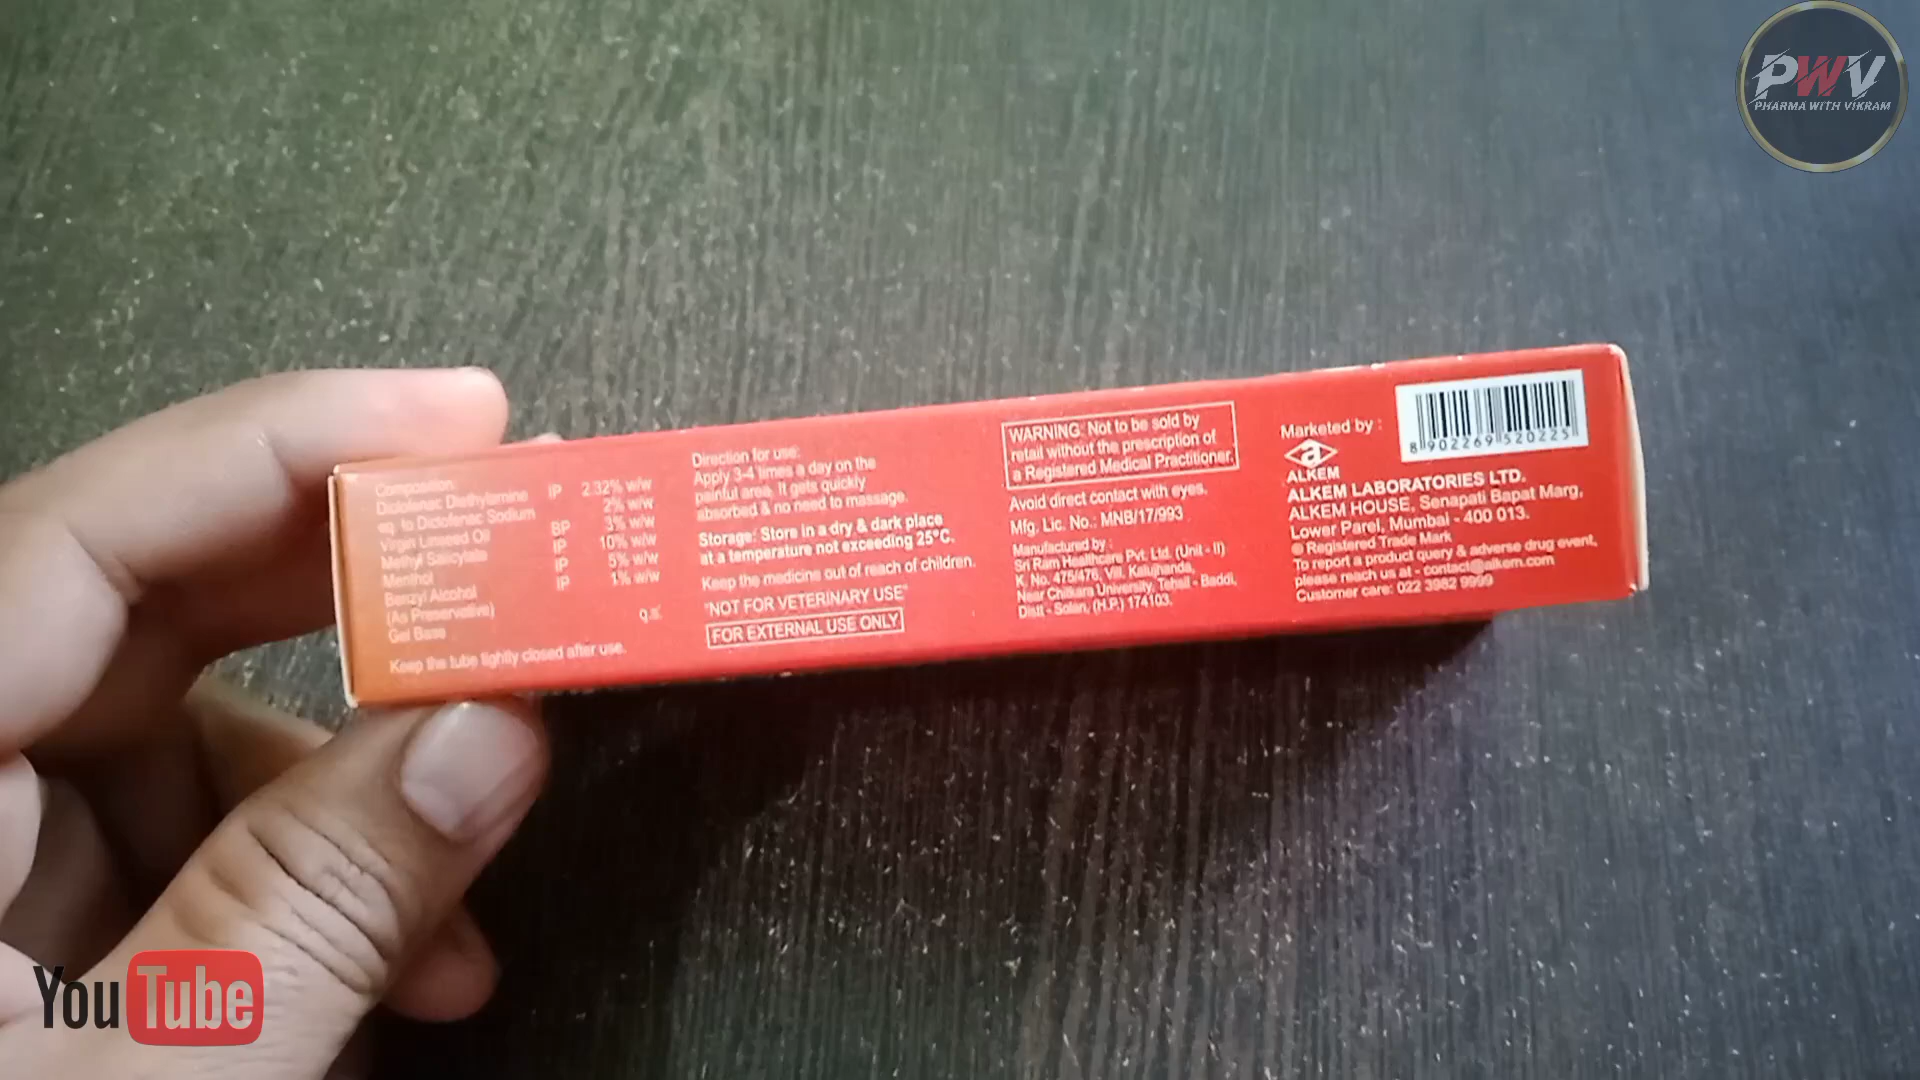 PWV
PHARMA WITH VIKRAM
Composition:
Diclofenac Diethylamine IP 2.32% w/w
eq. to Diclofenac Sodium 2% w/w
Virgin Linseed Oil BP 3% w/w
Methyl Salicylate IP 10% w/w
Menthol IP 5% w/w
Benzyl Alcohol IP 1% w/w
(As Preservative)
Gel Base q.s.
Keep the tube tightly closed after use.
Direction for use:
Apply 3-4 times a day on the
painful area. It gets quickly
absorbed & no need to massage.
Storage: Store in a dry & dark place
at a temperature not exceeding 25°C.
Keep the medicine out of reach of children.
"NOT FOR VETERINARY USE"
FOR EXTERNAL USE ONLY
WARNING: Not to be sold by
retail without the prescription of
a Registered Medical Practitioner.
Avoid direct contact with eyes.
Mfg. Lic. No.: MNB/17/993
Manufactured by :
Sri Ram Healthcare Pvt. Ltd. (Unit - II)
K. No. 475/476, Vill. Kalujhanda,
Near Chitkara University, Tehsil - Baddi,
Distt - Solan, (H.P.) 174103.
Marketed by :
a
ALKEM
8 902269 520225
ALKEM LABORATORIES LTD.
ALKEM HOUSE, Senapati Bapat Marg,
Lower Parel, Mumbai - 400 013.
® Registered Trade Mark
To report a product query & adverse drug event,
please reach us at - contact@alkem.com
Customer care: 022 3982 9999
YouTube